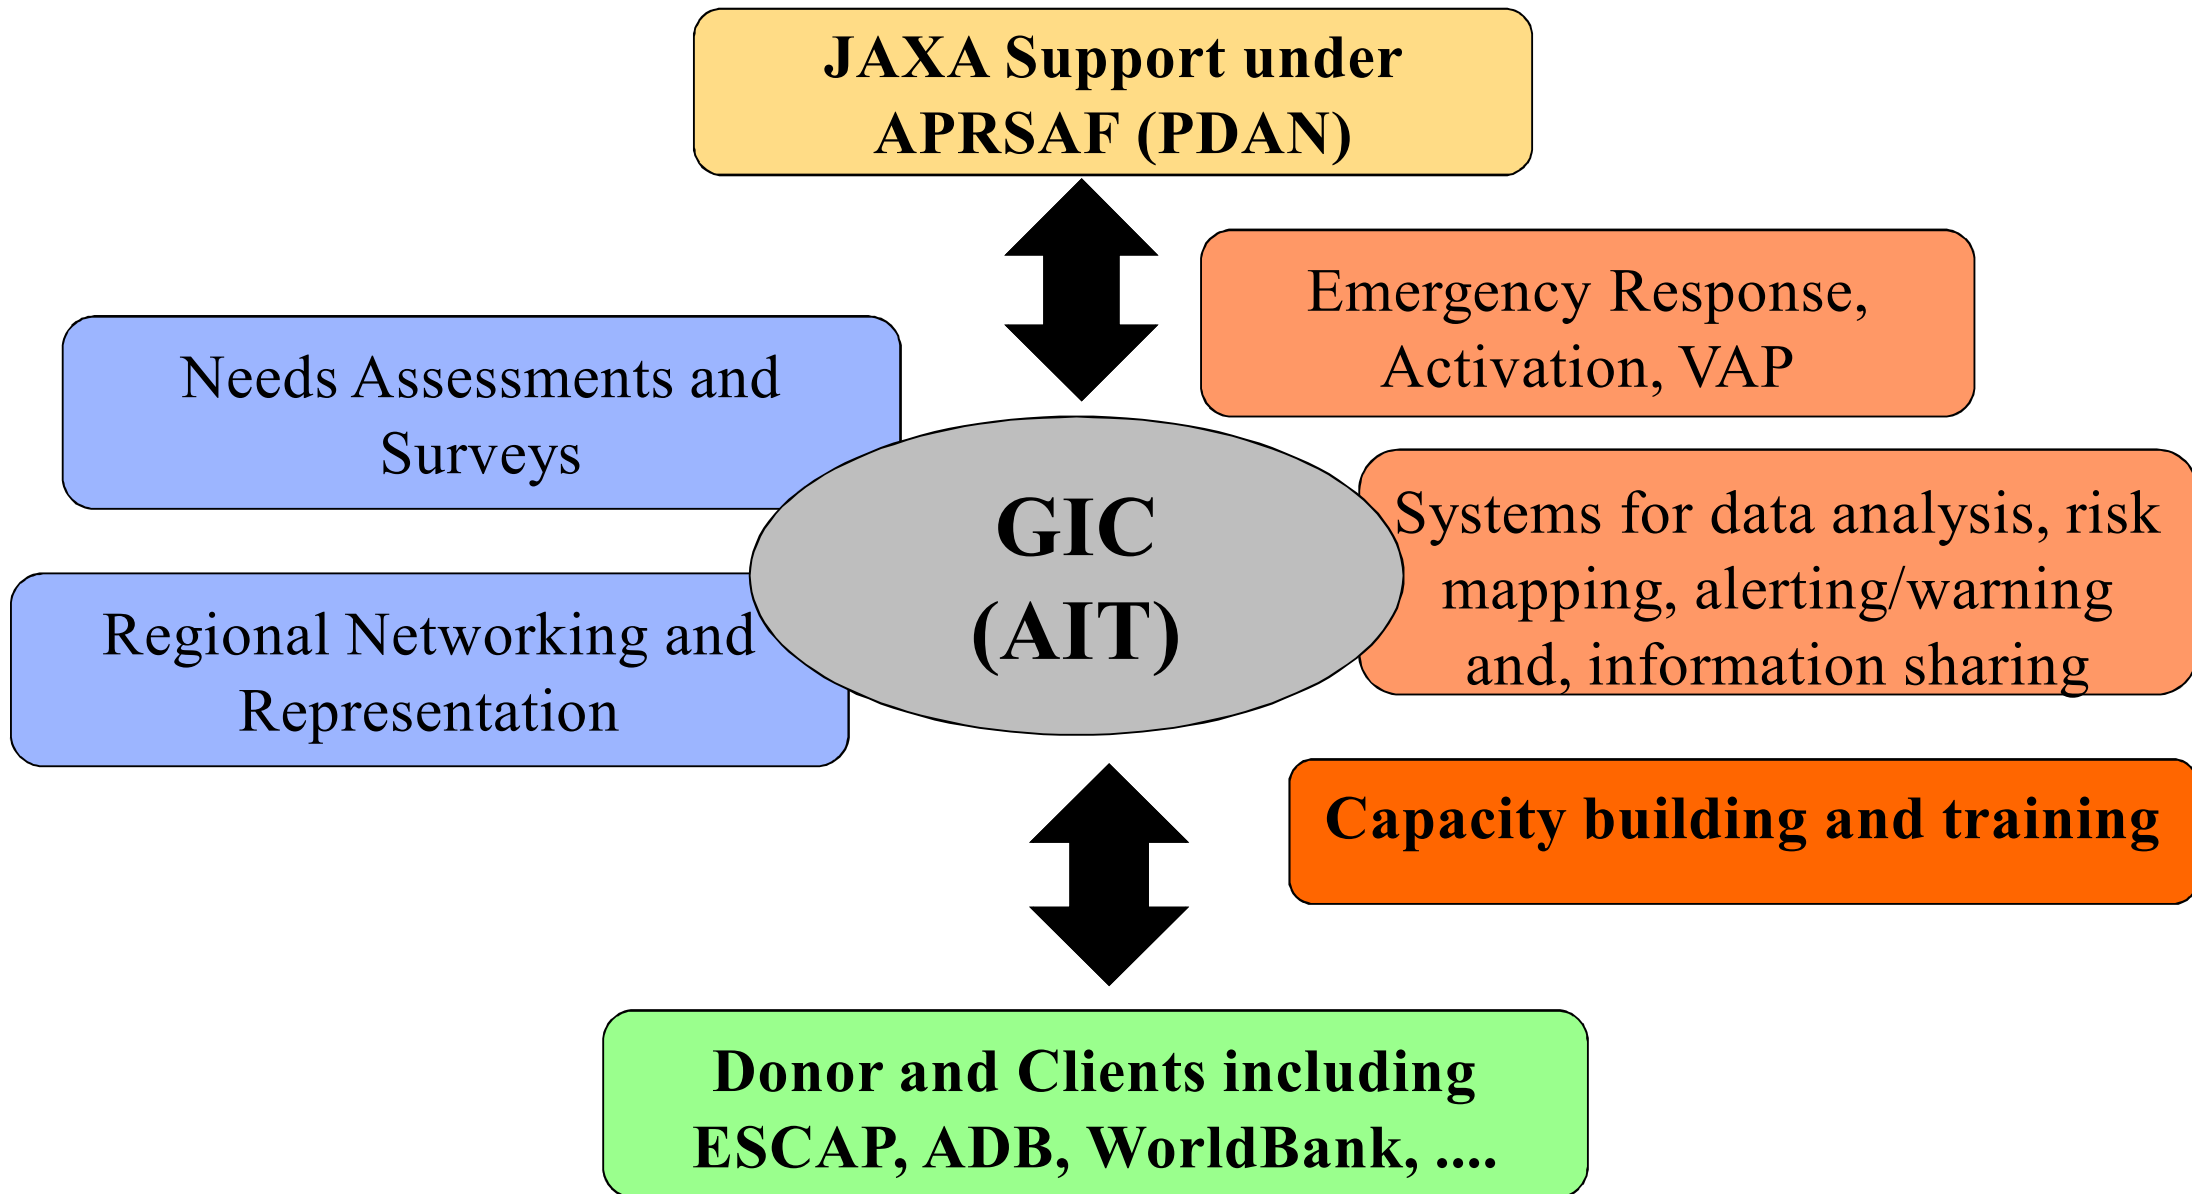 JAXA Support under
APRSAF (PDAN)
Emergency Response,
Activation, VAP
Needs Assessments and
Surveys
GIC
(AIT)
Systems for data analysis, risk
mapping, alerting/warning
and, information sharing
Regional Networking and
Representation
Capacity building and training
Donor and Clients including
ESCAP, ADB, WorldBank, ....